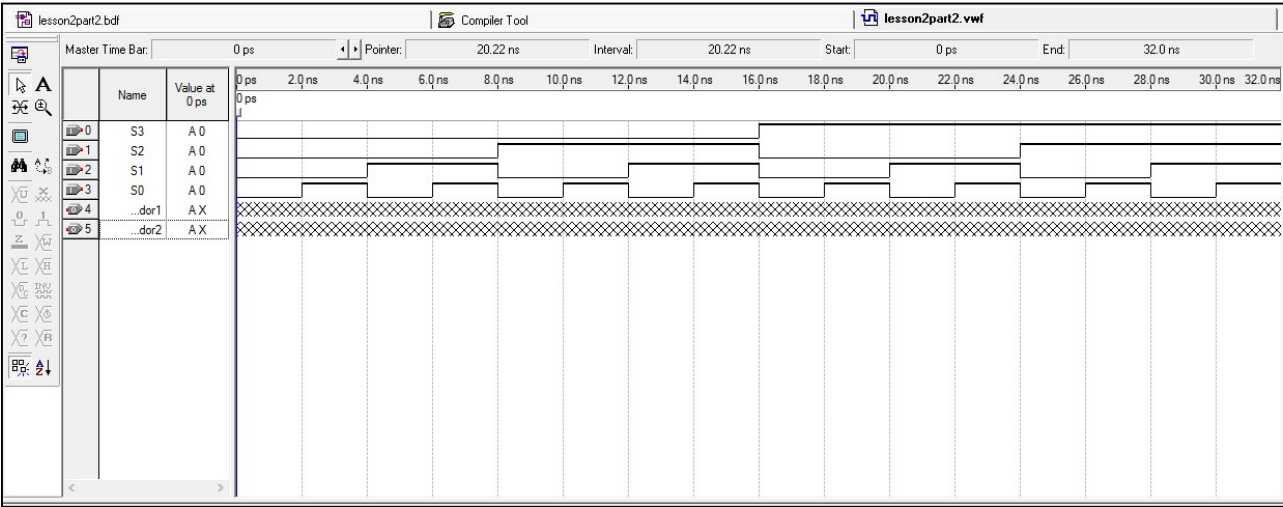 lesson2part2.bdf Compiler Tool lesson2part2.vwf
Master Time Bar: 0 ps Pointer: 20.22 ns Interval: 20.22 ns Start: 0 ps End: 32.0 ns
Name Value at 0 ps
0 ps 2.0 ns 4.0 ns 6.0 ns 8.0 ns 10.0 ns 12.0 ns 14.0 ns 16.0 ns 18.0 ns 20.0 ns 22.0 ns 24.0 ns 26.0 ns 28.0 ns 30.0 ns 32.0 ns
0 ps
0 S3 A 0
1 S2 A 0
2 S1 A 0
3 S0 A 0
4 ...dor1 A X
5 ...dor2 A X